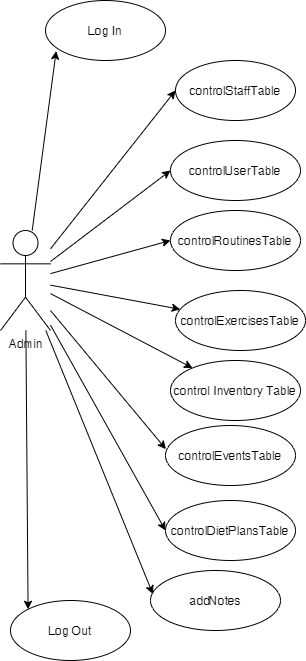 Log In
controlStaffTable
controlUserTable
controlRoutinesTable
controlExercisesTable
Admin
control Inventory Table
controlEventsTable
controlDietPlansTable
addNotes
Log Out